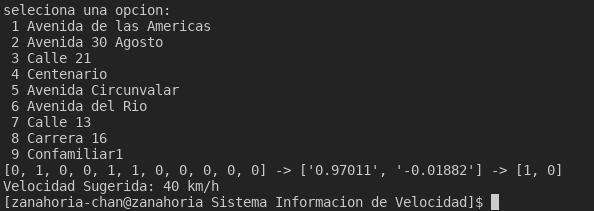 seleciona una opcion:
1 Avenida de las Americas
2 Avenida 30 Agosto
3 Calle 21
4 Centenario
5 Avenida Circunvalar
6 Avenida del Rio
7 Calle 13
8 Carrera 16
9 Confamiliar1
[0, 1, 0, 0, 1, 1, 0, 0, 0, 0, 0] -> ['0.97011', '-0.01882'] -> [1, 0]
Velocidad Sugerida: 40 km/h
[zanahoria-chan@zanahoria Sistema Informacion de Velocidad]$